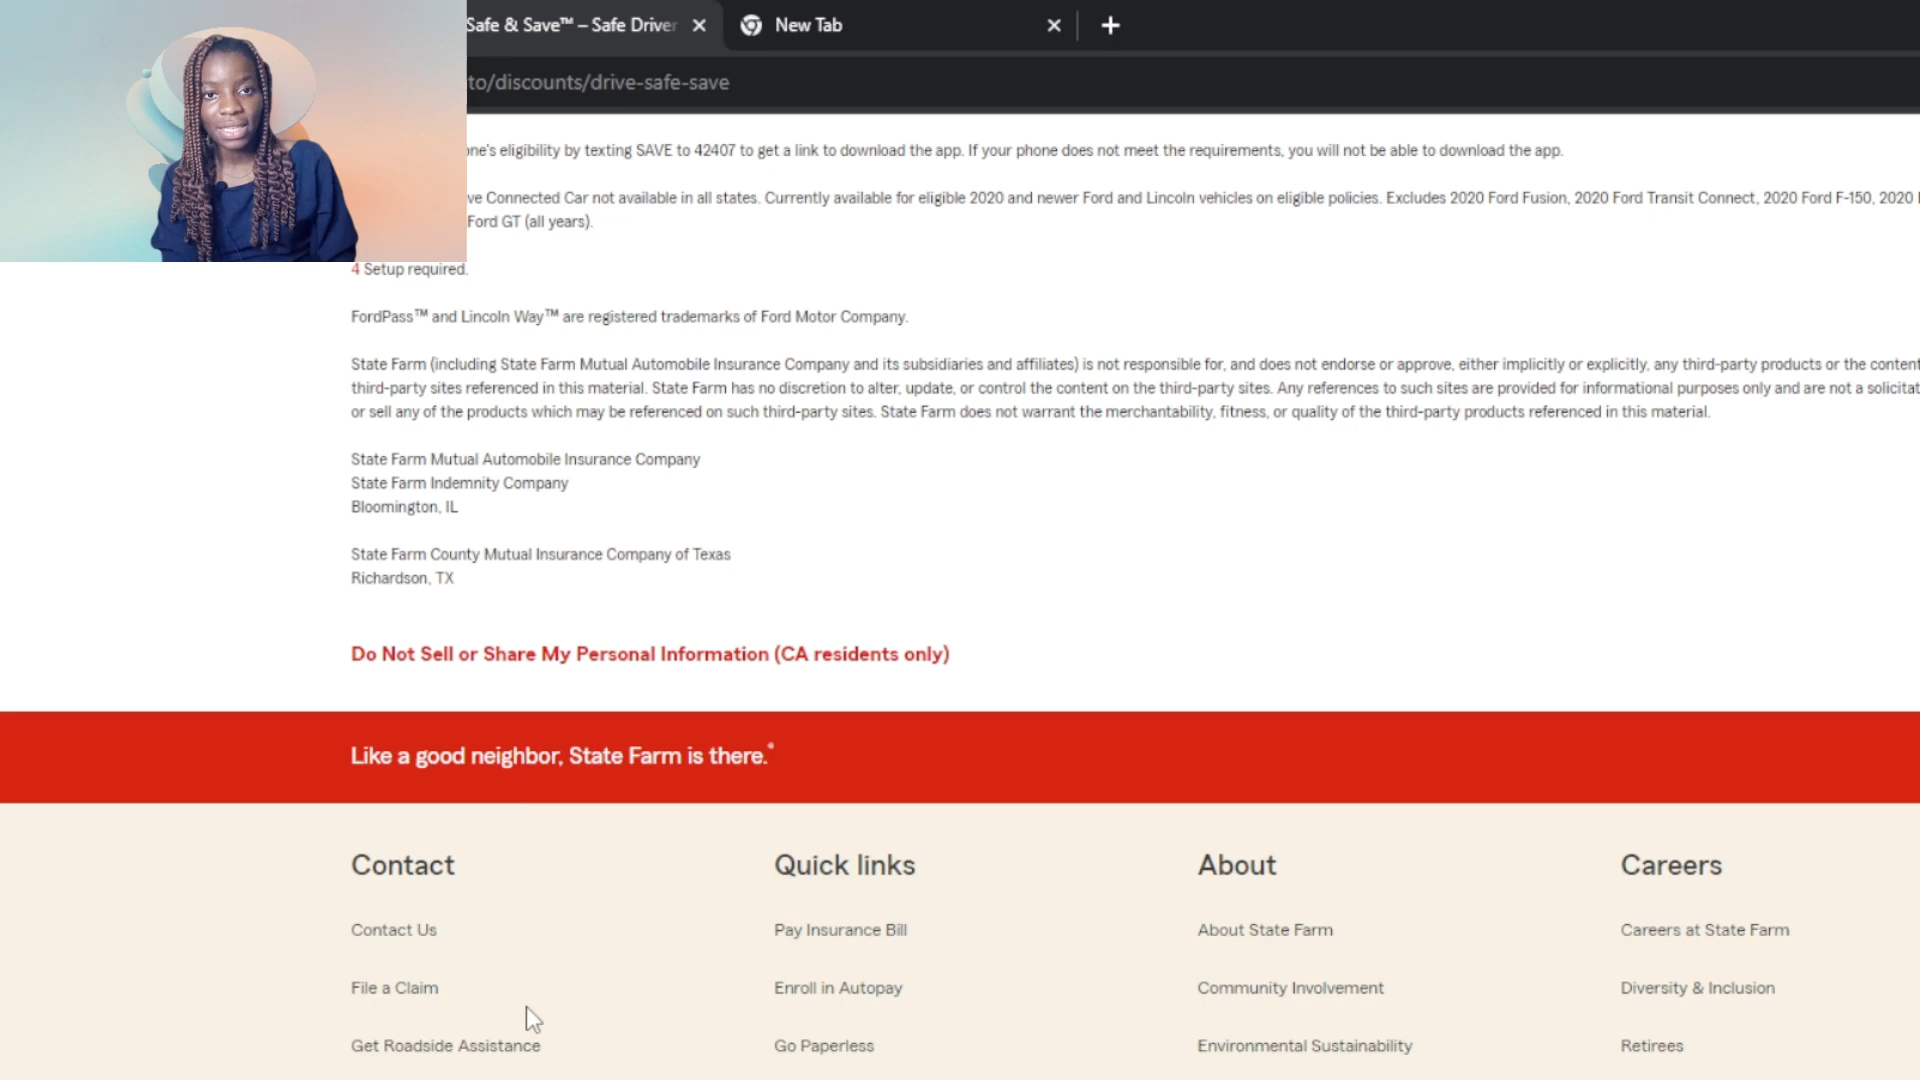 Safe & Save™ – Safe Driver
New Tab
to/discounts/drive-safe-save
one's eligibility by texting SAVE to 42407 to get a link to download the app. If your phone does not meet the requirements, you will not be able to download the app.
ve Connected Car not available in all states. Currently available for eligible 2020 and newer Ford and Lincoln vehicles on eligible policies. Excludes 2020 Ford Fusion, 2020 Ford Transit Connect, 2020 Ford F-150, 2020
Ford GT (all years).
4 Setup required.
FordPass™ and Lincoln Way™ are registered trademarks of Ford Motor Company.
State Farm (including State Farm Mutual Automobile Insurance Company and its subsidiaries and affiliates) is not responsible for, and does not endorse or approve, either implicitly or explicitly, any third-party products or the content
third-party sites referenced in this material. State Farm has no discretion to alter, update, or control the content on the third-party sites. Any references to such sites are provided for informational purposes only and are not a solicitat
or sell any of the products which may be referenced on such third-party sites. State Farm does not warrant the merchantability, fitness, or quality of the third-party products referenced in this material.
State Farm Mutual Automobile Insurance Company
State Farm Indemnity Company
Bloomington, IL
State Farm County Mutual Insurance Company of Texas
Richardson, TX
Do Not Sell or Share My Personal Information (CA residents only)
Like a good neighbor, State Farm is there.®
Contact
Quick links
About
Careers
Contact Us
Pay Insurance Bill
About State Farm
Careers at State Farm
File a Claim
Enroll in Autopay
Community Involvement
Diversity & Inclusion
Get Roadside Assistance
Go Paperless
Environmental Sustainability
Retirees